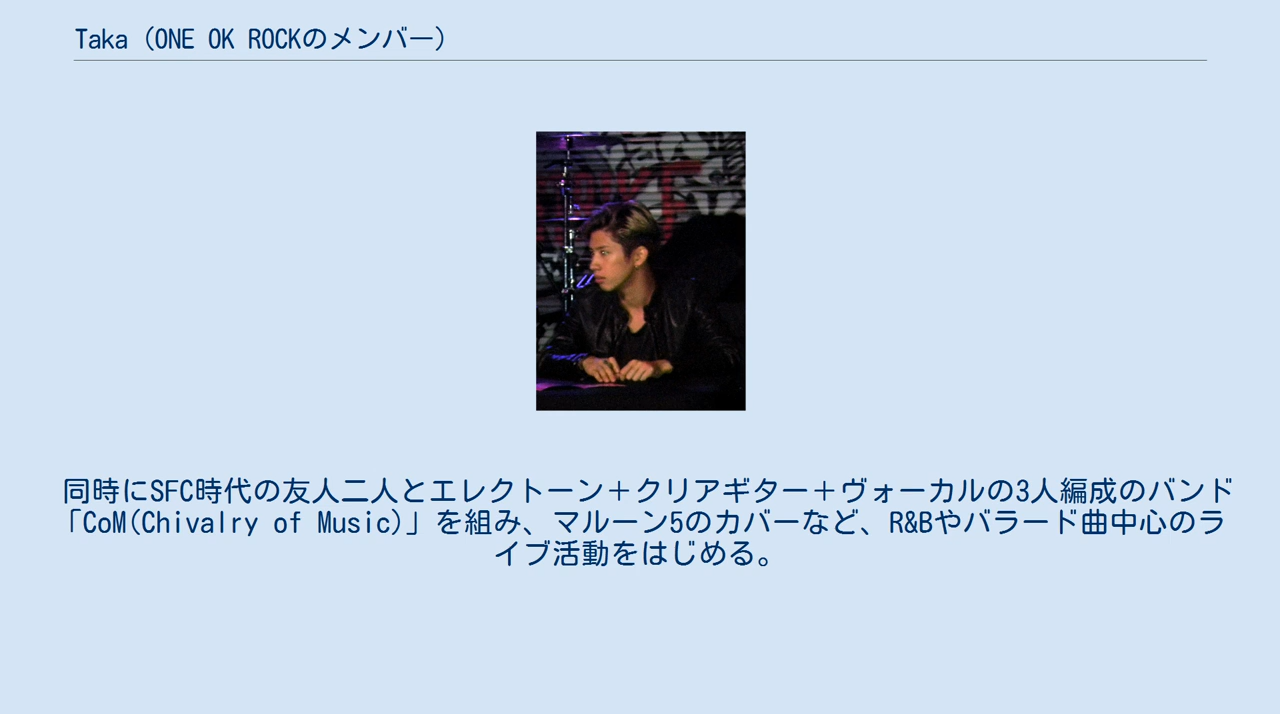 Taka（ONE OK ROCKのメンバー）
同時にSFC時代の友人二人とエレクトーン＋クリアギター＋ヴォーカルの3人編成のバンド
「CoM(Chivalry of Music)」を組み、マルーン5のカバーなど、R&Bやバラード曲中心のラ
イブ活動をはじめる。